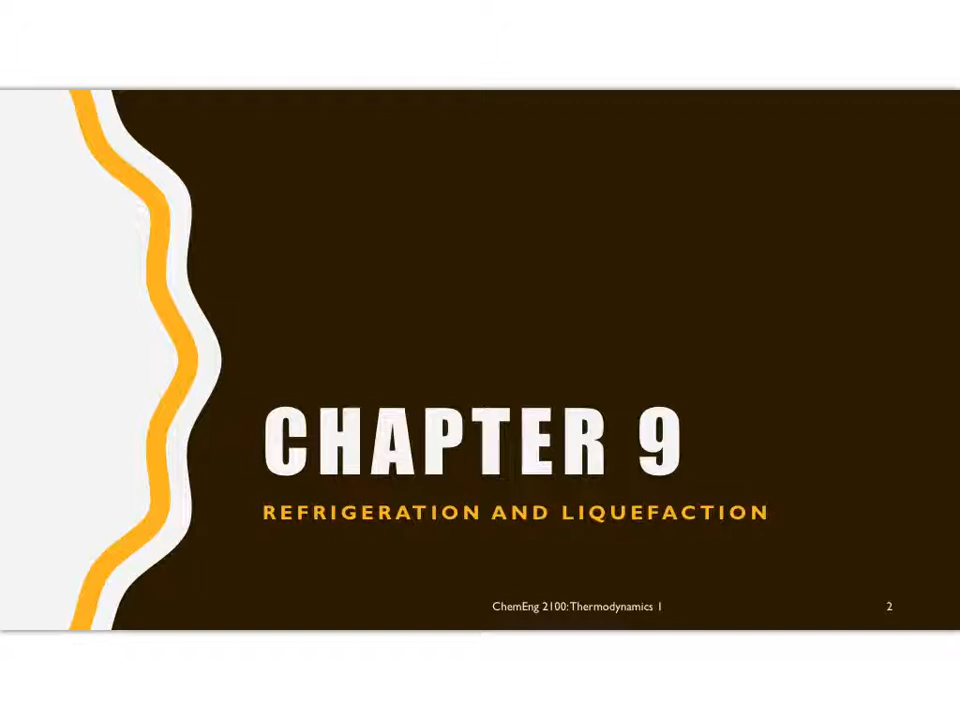 CHAPTER 9
REFRIGERATION AND LIQUEFACTION
ChemEng 2100: Thermodynamics 1
2